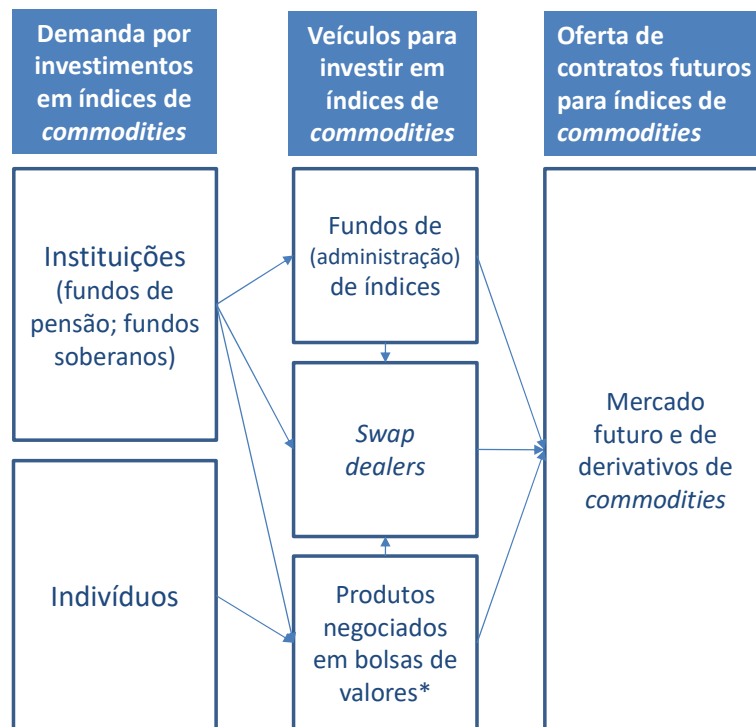 Demanda por
investimentos
em índices de
commodities
Veículos para
investir em
índices de
commodities
Oferta de
contratos futuros
para índices de
commodities
Instituições
(fundos de
pensão; fundos
soberanos)
Indivíduos
Fundos de
(administração)
de índices
Swap
dealers
Produtos
negociados
em bolsas de
valores*
Mercado
futuro e de
derivativos de
commodities